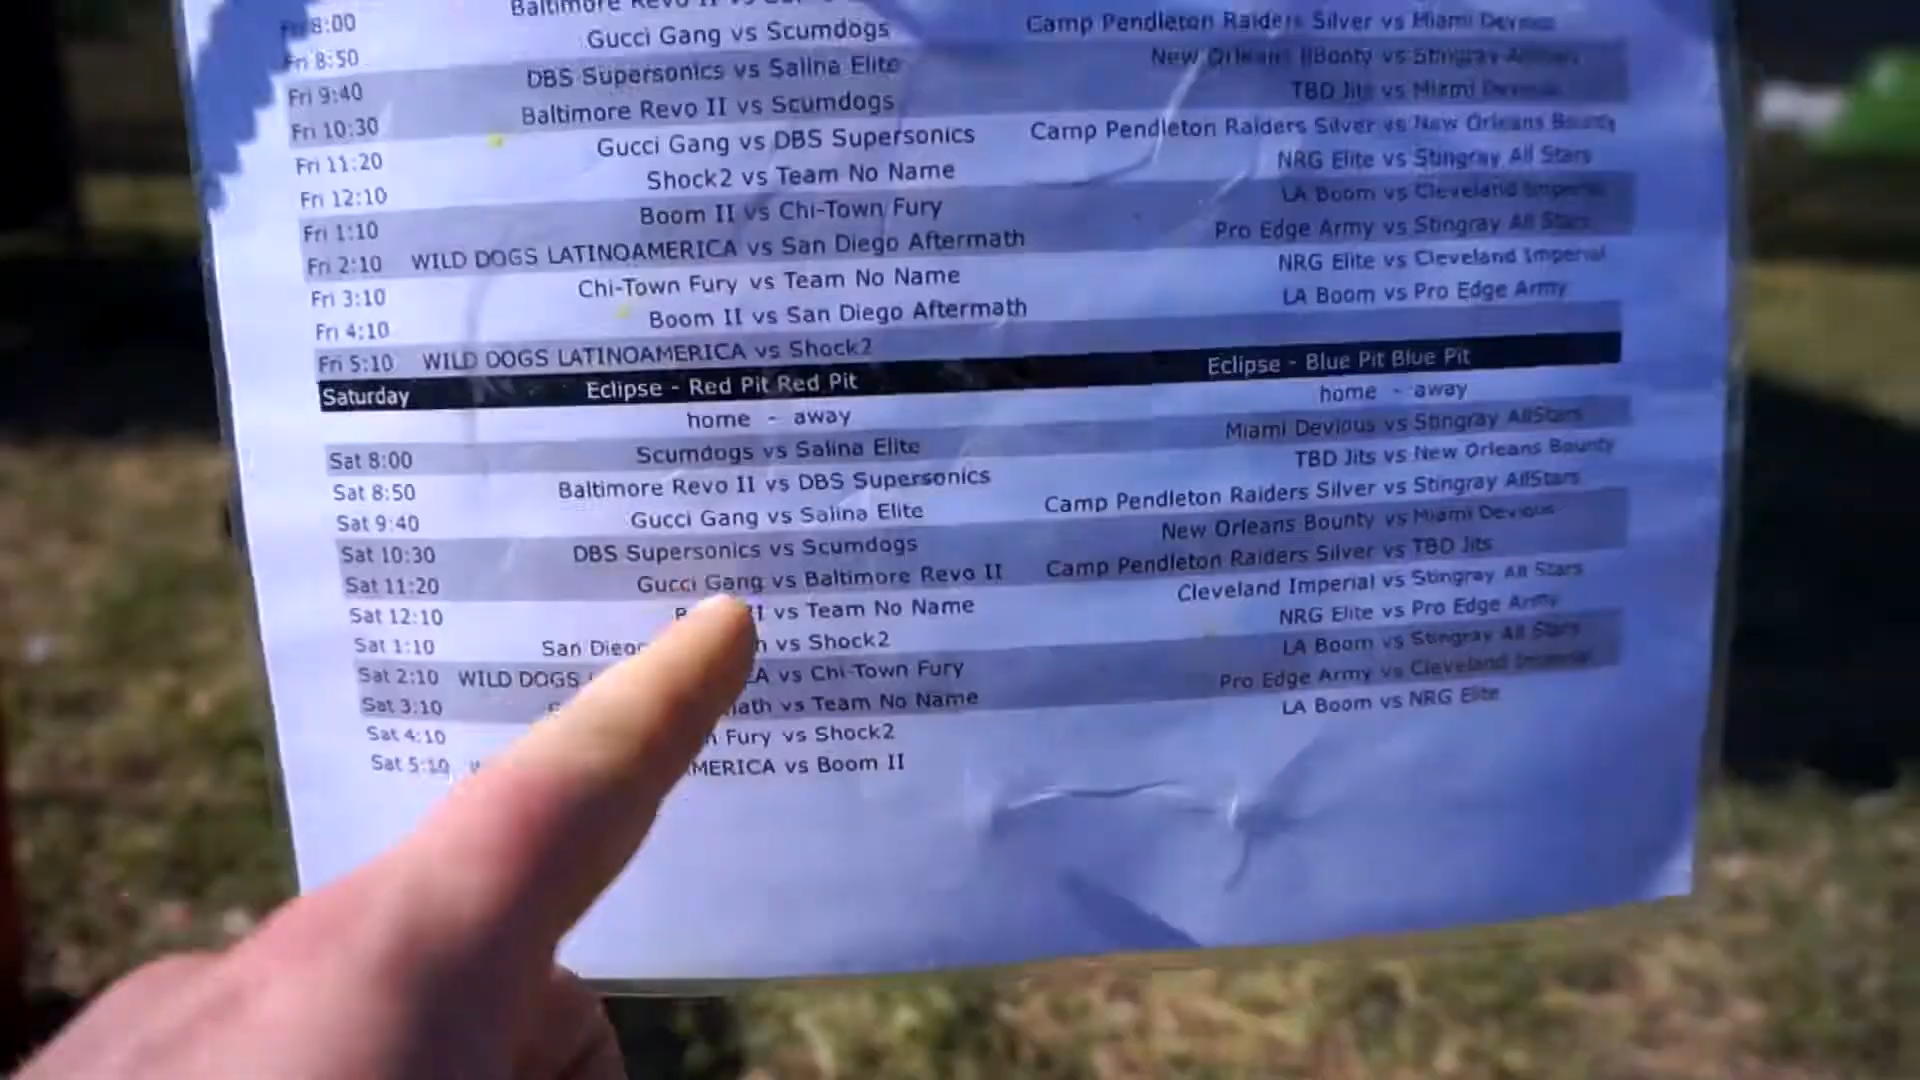 Fri 8:00 Baltimore Revo II vs
Fri 8:50 Gucci Gang vs Scumdogs Camp Pendleton Raiders Silver vs Miami Devious
Fri 9:40 DBS Supersonics vs Salina Elite New Orleans vs Stingray
Fri 10:30 Baltimore Revo II vs Scumdogs TBD Jits vs Miami Devious
Fri 11:20 Gucci Gang vs DBS Supersonics Camp Pendleton Raiders Silver vs New Orleans Bounty
Fri 12:10 Shock2 vs Team No Name NRG Elite vs Stingray All Stars
Fri 1:10 Boom II vs Chi-Town Fury LA Boom vs Cleveland Imperial
Fri 2:10 WILD DOGS LATINOAMERICA vs San Diego Aftermath Pro Edge Army vs Stingray All Stars
Fri 3:10 Chi-Town Fury vs Team No Name NRG Elite vs Cleveland Imperial
Fri 4:10 Boom II vs San Diego Aftermath LA Boom vs Pro Edge Army
Fri 5:10 WILD DOGS LATINOAMERICA vs Shock2
Saturday Eclipse - Red Pit Red Pit Eclipse - Blue Pit Blue Pit
home - away home - away
Sat 8:00 Scumdogs vs Salina Elite Miami Devious vs Stingray AllStars
Sat 8:50 Baltimore Revo II vs DBS Supersonics TBD Jits vs New Orleans Bounty
Sat 9:40 Gucci Gang vs Salina Elite Camp Pendleton Raiders Silver vs Stingray AllStars
Sat 10:30 DBS Supersonics vs Scumdogs New Orleans Bounty vs Miami Devious
Sat 11:20 Gucci Gang vs Baltimore Revo II Camp Pendleton Raiders Silver vs TBD Jits
Sat 12:10 vs Team No Name Cleveland Imperial vs Stingray All Stars
Sat 1:10 San Diego vs Shock2 NRG Elite vs Pro Edge Army
Sat 2:10 WILD DOGS vs Chi-Town Fury LA Boom vs Stingray All Stars
Sat 3:10 vs Team No Name Pro Edge Army vs Cleveland Imperial
Sat 4:10 Fury vs Shock2 LA Boom vs NRG Elite
Sat 5:10 MERICA vs Boom II